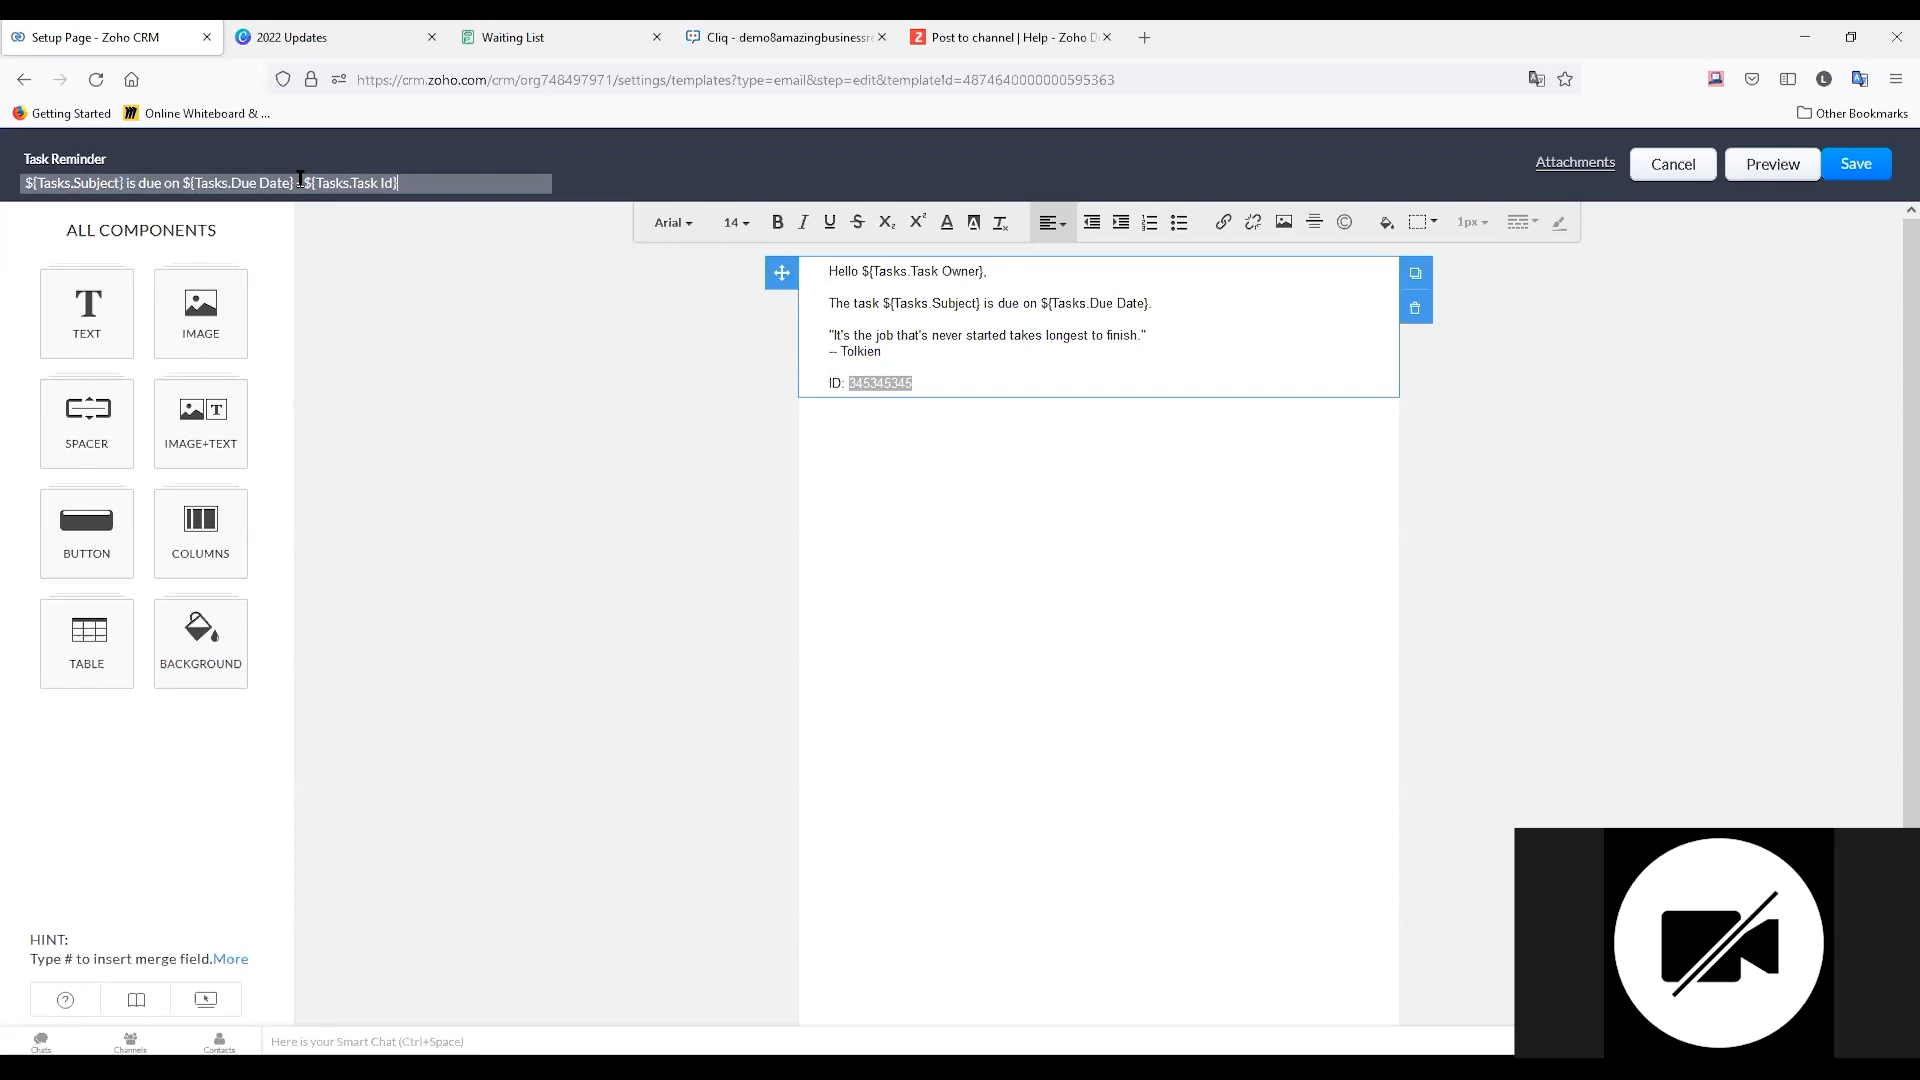 Setup Page - Zoho CRM
2022 Updates
Waiting List
Cliq - demo8amazingbusinessre
Post to channel | Help - Zoho D
https://crm.zoho.com/crm/org748497971/settings/templates?type=email&step=edit&templateId=4874640000000595363
Getting Started
Online Whiteboard & ...
Other Bookmarks
Task Reminder
${Tasks.Subject} is due on ${Tasks.Due Date} - ${Tasks.Task Id}
Attachments
Cancel
Preview
Save
ALL COMPONENTS
Arial
14
1px
Hello ${Tasks.Task Owner},
The task ${Tasks.Subject} is due on ${Tasks.Due Date}.
"It's the job that's never started takes longest to finish."
-- Tolkien
ID: 345345345
TEXT
IMAGE
SPACER
IMAGE+TEXT
BUTTON
COLUMNS
TABLE
BACKGROUND
HINT:
Type # to insert merge field.More
Chats
Channels
Contacts
Here is your Smart Chat (Ctrl+Space)